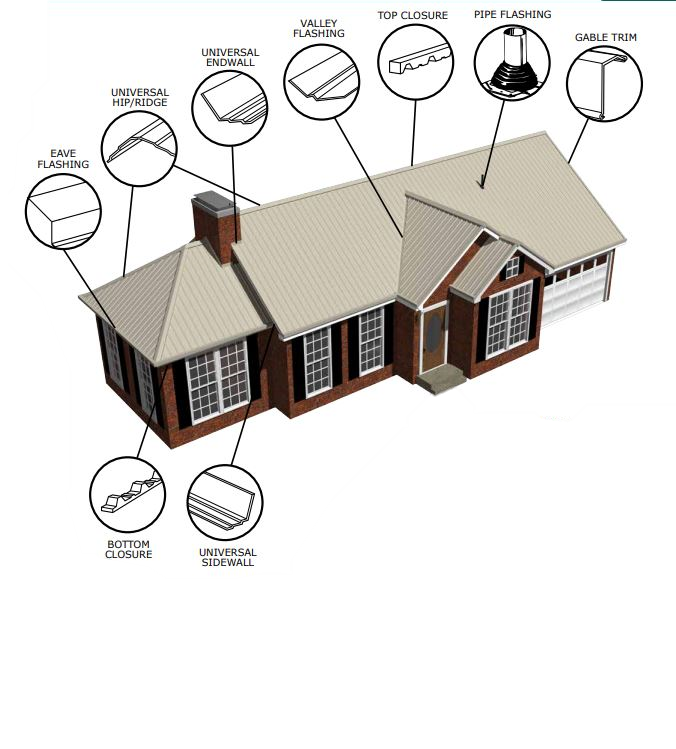 TOP CLOSURE
PIPE FLASHING
VALLEY
FLASHING
GABLE TRIM
UNIVERSAL
ENDWALL
UNIVERSAL
HIP/RIDGE
EAVE
FLASHING
BOTTOM
CLOSURE
UNIVERSAL
SIDEWALL